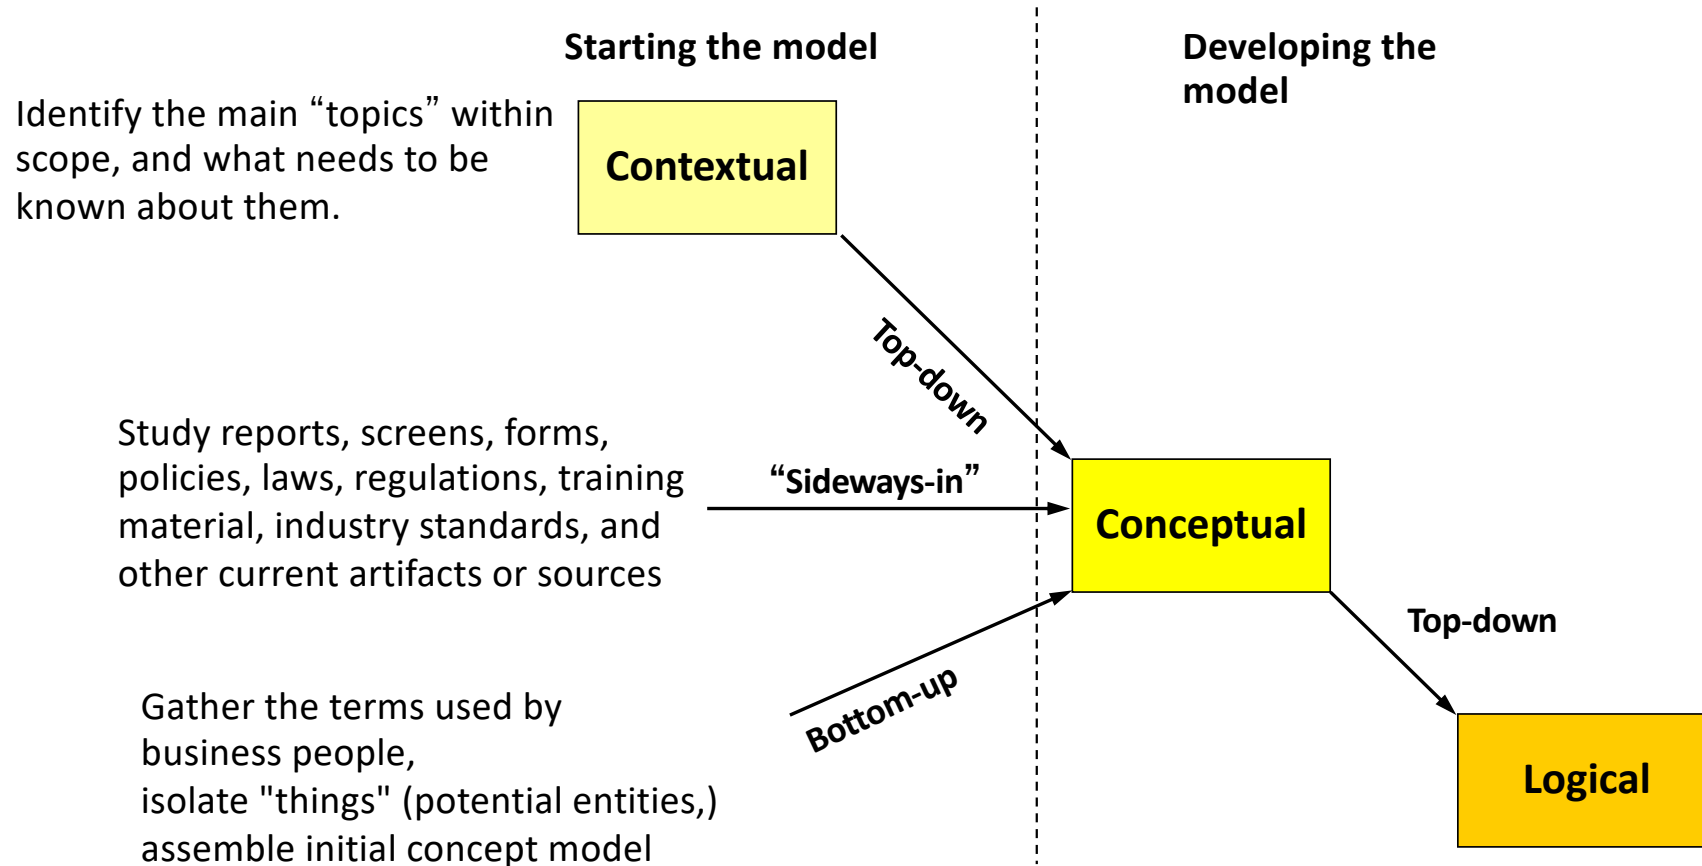 Starting the model
Developing the
model
Identify the main “topics” within
scope, and what needs to be
known about them.
Contextual
Top-down
Study reports, screens, forms,
policies, laws, regulations, training
material, industry standards, and
other current artifacts or sources
“Sideways-in”
Conceptual
Top-down
Gather the terms used by
business people,
isolate "things" (potential entities,)
assemble initial concept model
Bottom-up
Logical